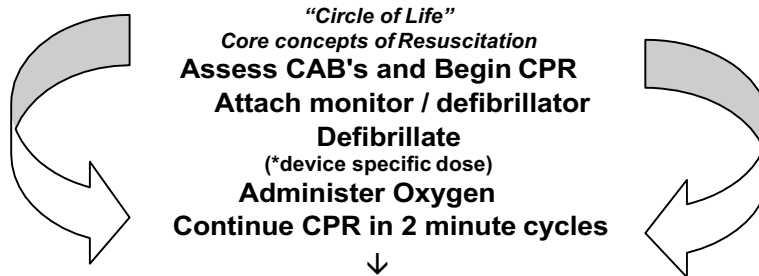 “Circle of Life”
Core concepts of Resuscitation
Assess CAB's and Begin CPR
Attach monitor / defibrillator
Defibrillate
(*device specific dose)
Administer Oxygen
Continue CPR in 2 minute cycles
↓